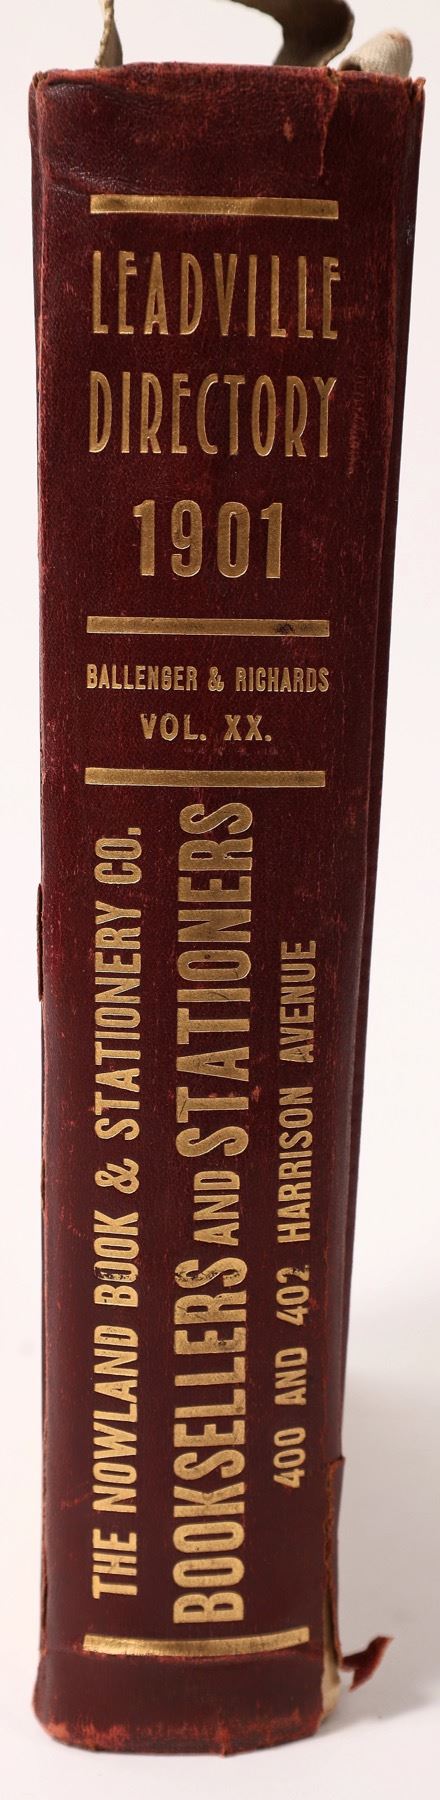 LEADVILLE
DIRECTORY
1901
BALLENGER & RICHARDS
VOL. XX.
THE NOWLAND BOOK & STATIONERY CO.
BOOKSELLERS AND STATIONERS
400 AND 402 HARRISON AVENUE